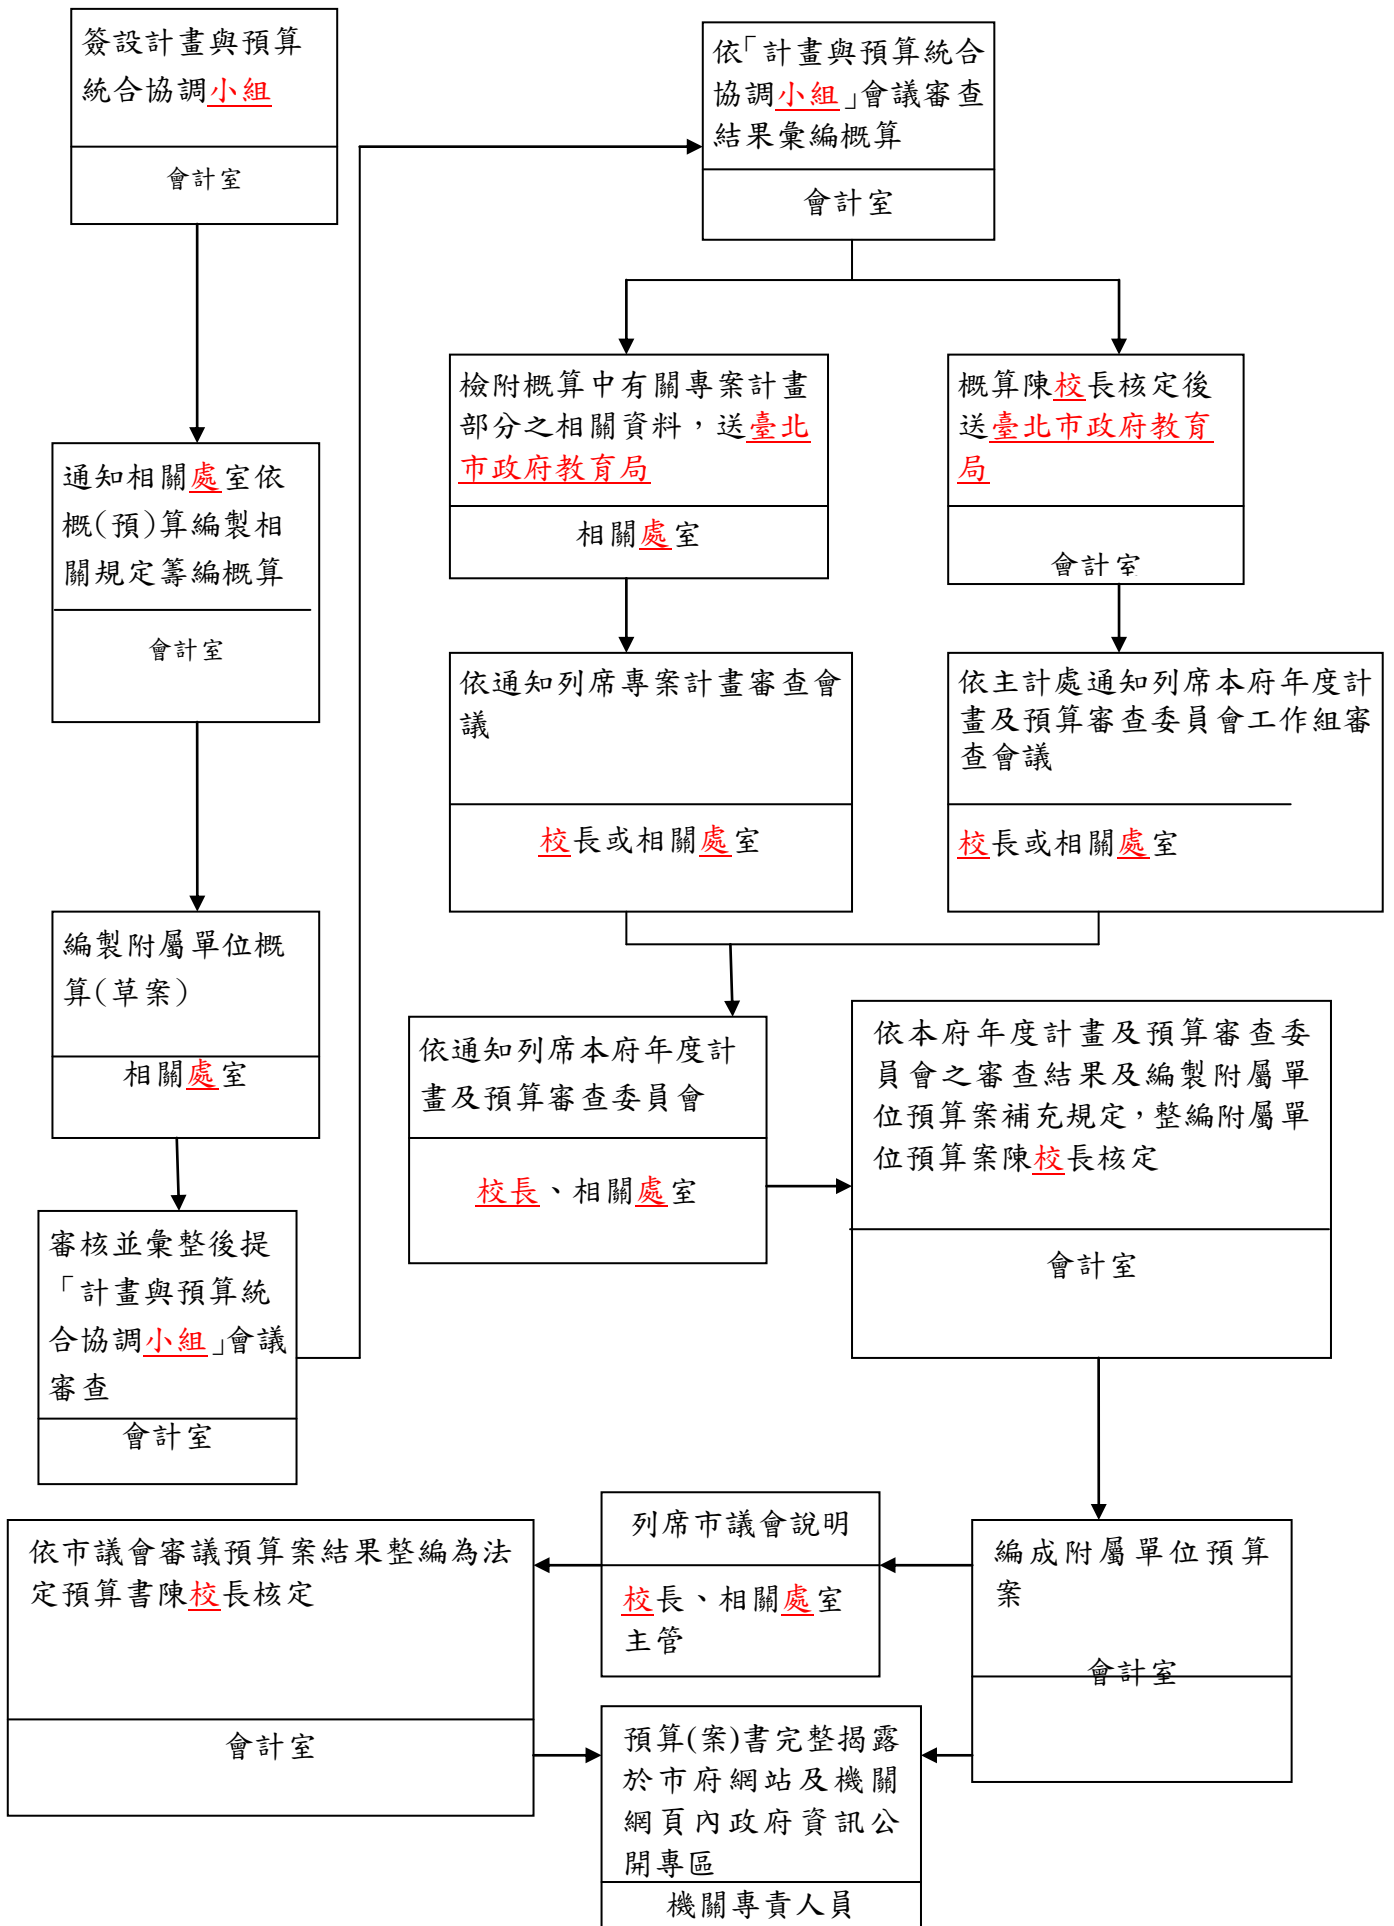 簽設計畫與預算
統合協調小組
會計室
通知相關處室依
概(預)算編製相
關規定籌編概算
會計室
編製附屬單位概
算(草案)
相關處室
審核並彙整後提
「計畫與預算統
合協調小組」會議
審查
會計室
依「計畫與預算統合
協調小組」會議審查
結果彙編概算
會計室
檢附概算中有關專案計畫
部分之相關資料，送臺北
市政府教育局
相關處室
概算陳校長核定後
送臺北市政府教育
局
會計室
依通知列席專案計畫審查會
議
校長或相關處室
依主計處通知列席本府年度計
畫及預算審查委員會工作組審
查會議
校長或相關處室
依通知列席本府年度計
畫及預算審查委員會
校長、相關處室
依本府年度計畫及預算審查委
員會之審查結果及編製附屬單
位預算案補充規定，整編附屬單
位預算案陳校長核定
會計室
編成附屬單位預算
案
會計室
列席市議會說明
校長、相關處室
主管
依市議會審議預算案結果整編為法
定預算書陳校長核定
會計室
預算(案)書完整揭露
於市府網站及機關
網頁內政府資訊公
開專區
機關專責人員